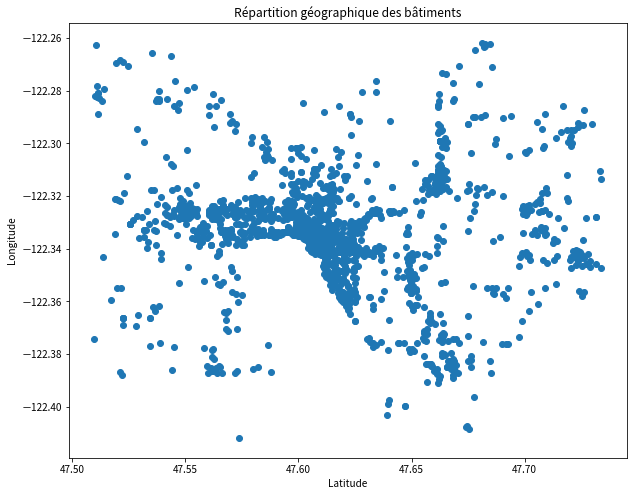 Répartition géographique des bâtiments
−122.26
−122.28
−122.30
−122.32
−122.34
−122.36
−122.38
−122.40
Longitude
47.50 47.55 47.60 47.65 47.70
Latitude